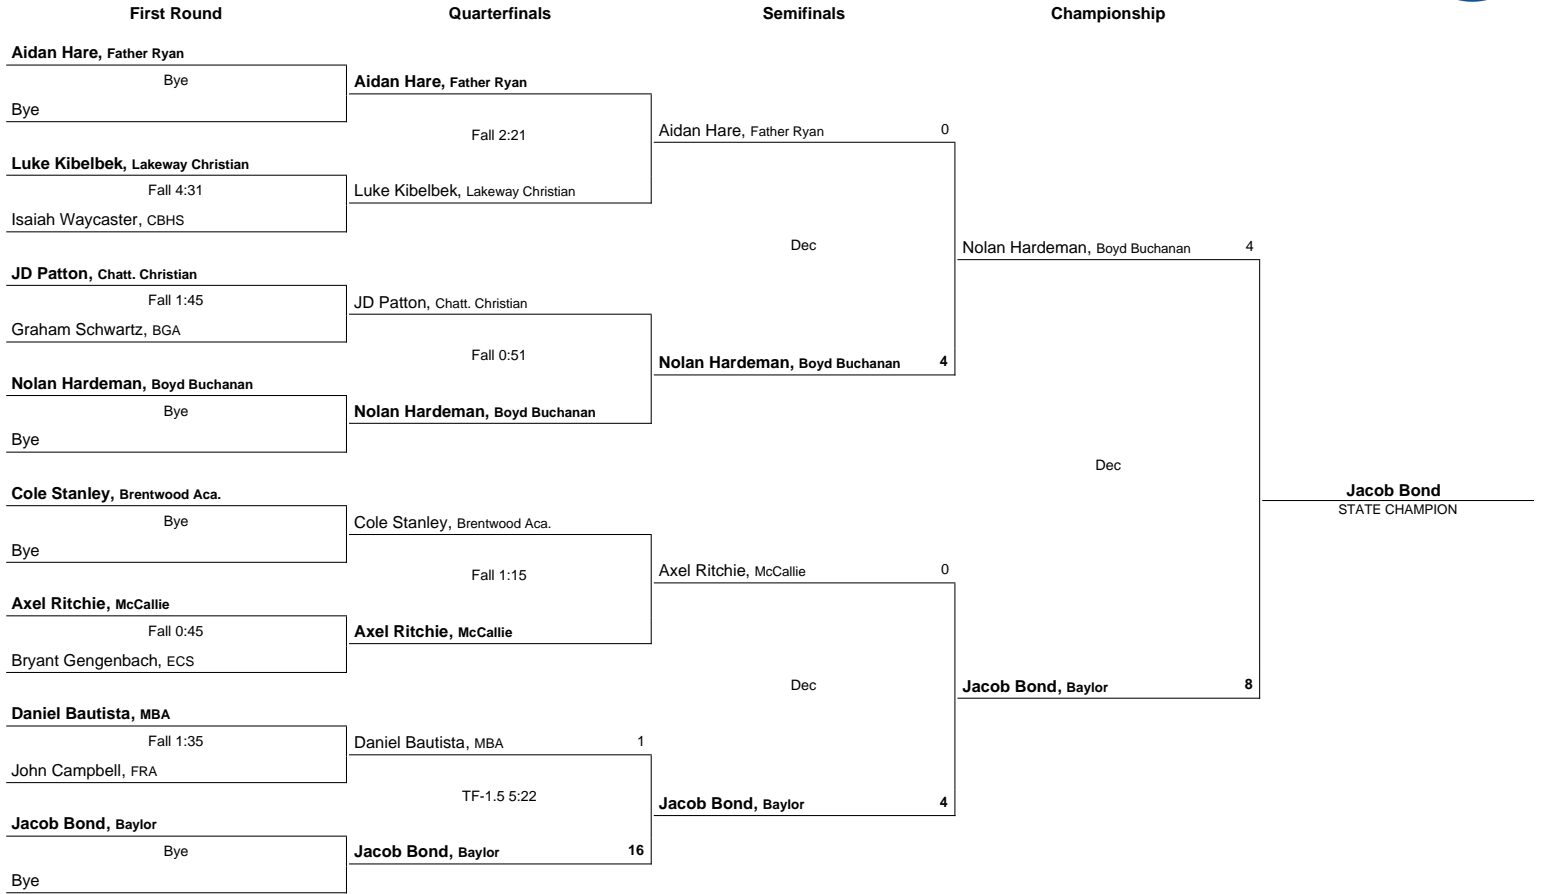 First Round Quarterfinals Semifinals Championship
Aidan Hare, Father Ryan
Bye
Bye
Luke Kibelbek, Lakeway Christian
Fall 4:31
Isaiah Waycaster, CBHS
JD Patton, Chatt. Christian
Fall 1:45
Graham Schwartz, BGA
Nolan Hardeman, Boyd Buchanan
Bye
Bye
Cole Stanley, Brentwood Aca.
Bye
Bye
Axel Ritchie, McCallie
Fall 0:45
Bryant Gengenbach, ECS
Daniel Bautista, MBA
Fall 1:35
John Campbell, FRA
Jacob Bond, Baylor
Bye
Bye
Aidan Hare, Father Ryan
Fall 2:21
Luke Kibelbek, Lakeway Christian
JD Patton, Chatt. Christian
Fall 0:51
Nolan Hardeman, Boyd Buchanan
Cole Stanley, Brentwood Aca.
Fall 1:15
Axel Ritchie, McCallie
Daniel Bautista, MBA 1
TF-1.5 5:22
Jacob Bond, Baylor 16
Aidan Hare, Father Ryan 0
Dec
Nolan Hardeman, Boyd Buchanan 4
Axel Ritchie, McCallie 0
Dec
Jacob Bond, Baylor 4
Nolan Hardeman, Boyd Buchanan 4
Dec
Jacob Bond, Baylor 8
Jacob Bond
STATE CHAMPION